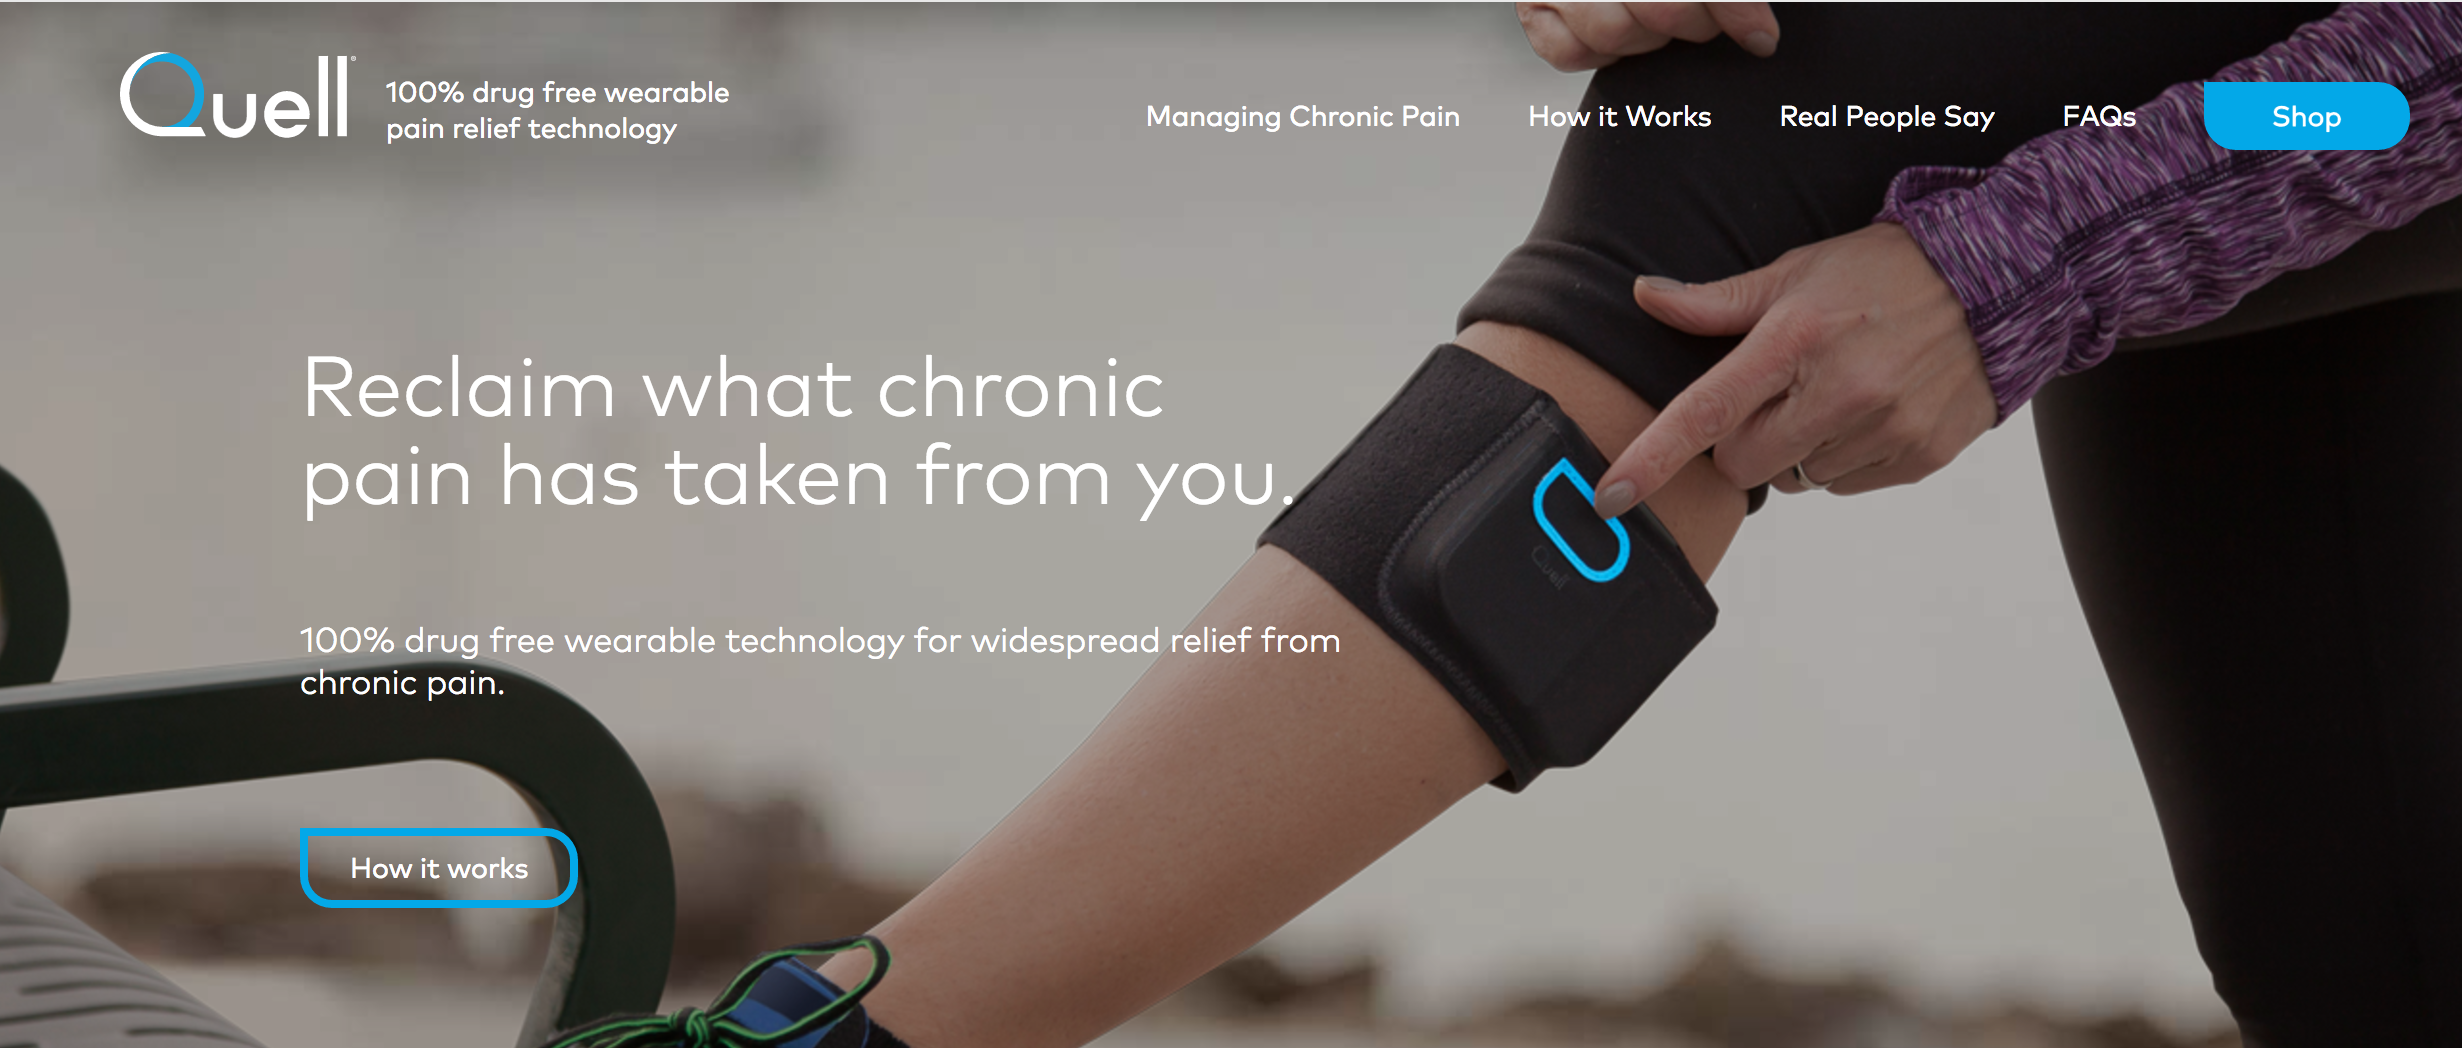 Quell®
100% drug free wearable
pain relief technology
Managing Chronic Pain
How it Works
Real People Say
FAQs
Shop
Reclaim what chronic
pain has taken from you.
Quell
100% drug free wearable technology for widespread relief from
chronic pain.
How it works